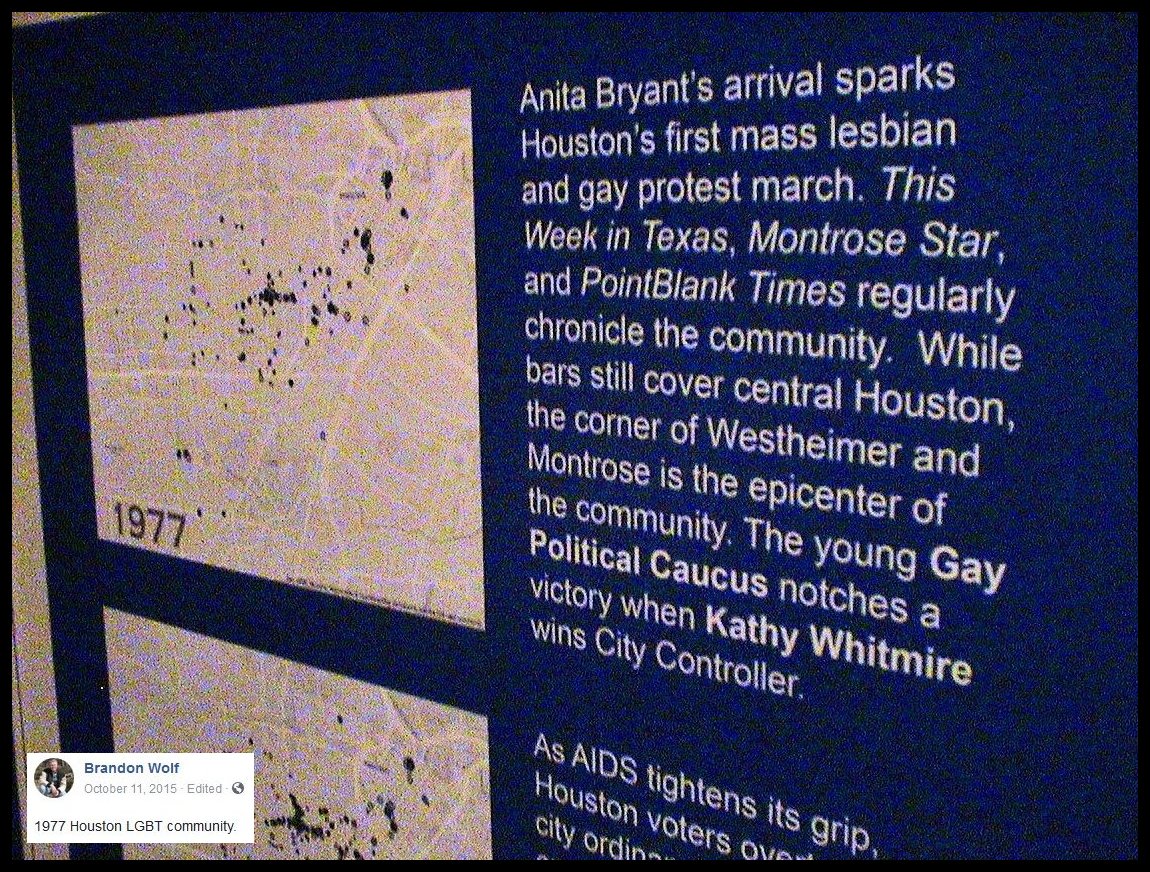 Anita Bryant's arrival sparks
Houston's first mass lesbian
and gay protest march. This
Week in Texas, Montrose Star,
and PointBlank Times regularly
chronicle the community. While
bars still cover central Houston,
the corner of Westheimer and
Montrose is the epicenter of
the community. The young Gay
Political Caucus notches a
victory when Kathy Whitmire
wins City Controller.
1977
As AIDS tightens its grip,
Houston voters
city
Brandon Wolf
October 11, 2015 · Edited ·
1977 Houston LGBT community.